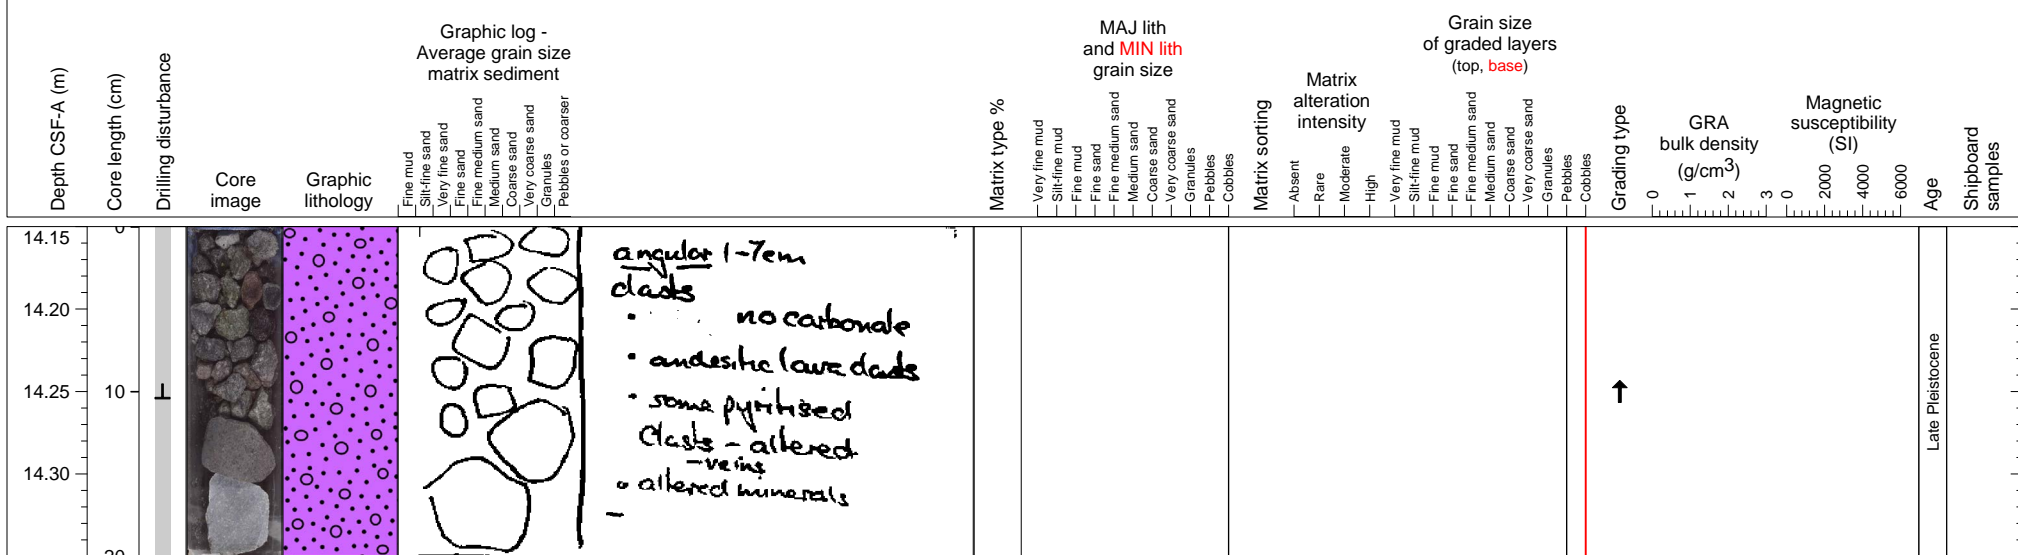 Depth CSF-A (m)
Core length (cm)
Drilling disturbance
Core
image
Graphic
lithology
Graphic log -
Average grain size
matrix sediment
Fine mud
Silt-fine sand
Very fine sand
Fine sand
Fine medium sand
Medium sand
Coarse sand
Very coarse sand
Granules
Pebbles or coarser
Matrix type %
MAJ lith
and MIN lith
grain size
Very fine mud
Silt-fine mud
Fine mud
Fine sand
Fine medium sand
Medium sand
Coarse sand
Very coarse sand
Granules
Pebbles
Cobbles
Matrix sorting
Matrix
alteration
intensity
Absent
Rare
Moderate
High
Grain size
of graded layers
(top, base)
Very fine mud
Silt-fine mud
Fine mud
Fine sand
Fine medium sand
Medium sand
Coarse sand
Very coarse sand
Granules
Pebbles
Cobbles
Grading type
GRA
bulk density
(g/cm3)
0 1 2 3
Magnetic
susceptibility
(SI)
0 2000 4000 6000
Age
Shipboard
samples
14.15
14.20
14.25
14.30
0
10
20
angular 1-7cm
clasts
• no carbonate
• andesitic lava clasts
• some pyritised
Clasts - altered
- veins
• altered minerals
Late Pleistocene